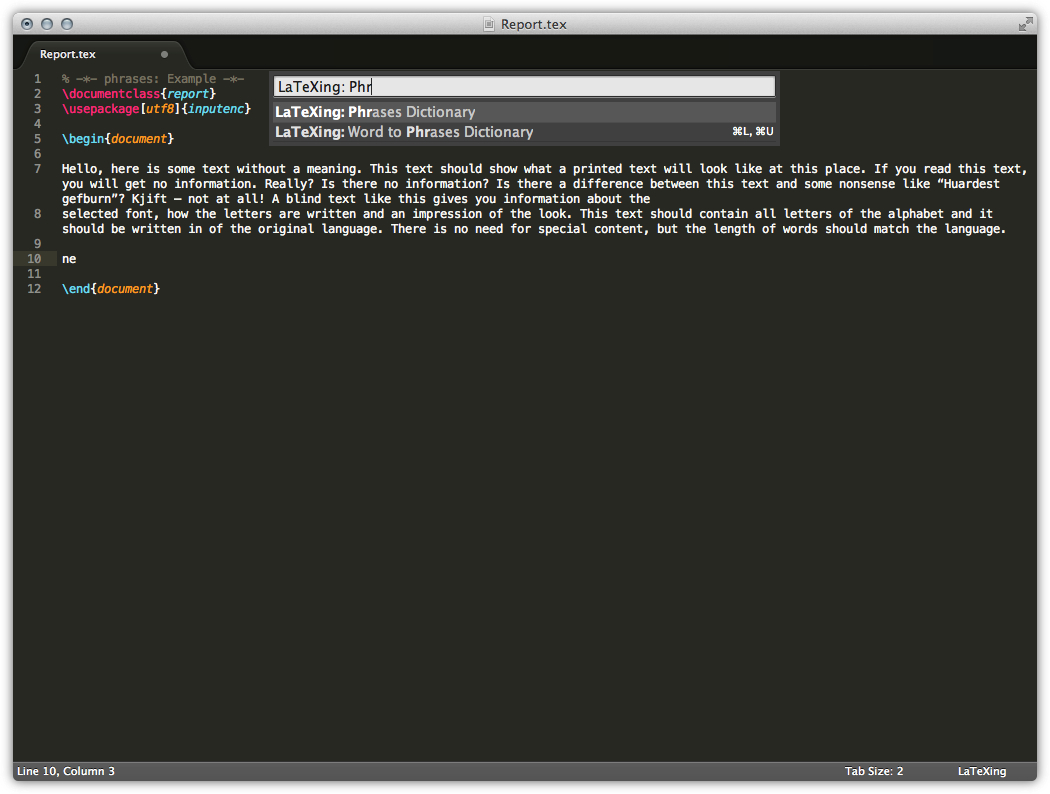 Report.tex
Report.tex
1 % -*- phrases: Example -*-
2 \documentclass{report}
3 \usepackage[utf8]{inputenc}
4
5 \begin{document}
6
LaTeXing: Phr
LaTeXing: Phrases Dictionary
LaTeXing: Word to Phrases Dictionary ⌘L, ⌘U
7 Hello, here is some text without a meaning. This text should show what a printed text will look like at this place. If you read this text,
you will get no information. Really? Is there no information? Is there a difference between this text and some nonsense like “Huardest
gefburn”? Kjift – not at all! A blind text like this gives you information about the
8 selected font, how the letters are written and an impression of the look. This text should contain all letters of the alphabet and it
should be written in of the original language. There is no need for special content, but the length of words should match the language.
9
10 ne
11
12 \end{document}
Line 10, Column 3 Tab Size: 2 LaTeXing